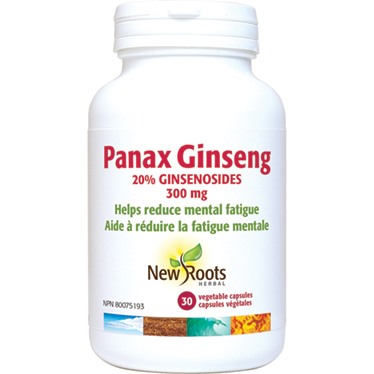 Panax Ginseng
20% GINSENOSIDES
300 mg
Helps reduce mental fatigue
Aide à réduire la fatigue mentale
New Roots
HERBAL
NPN 80075193
30 vegetable capsules
capsules végétales